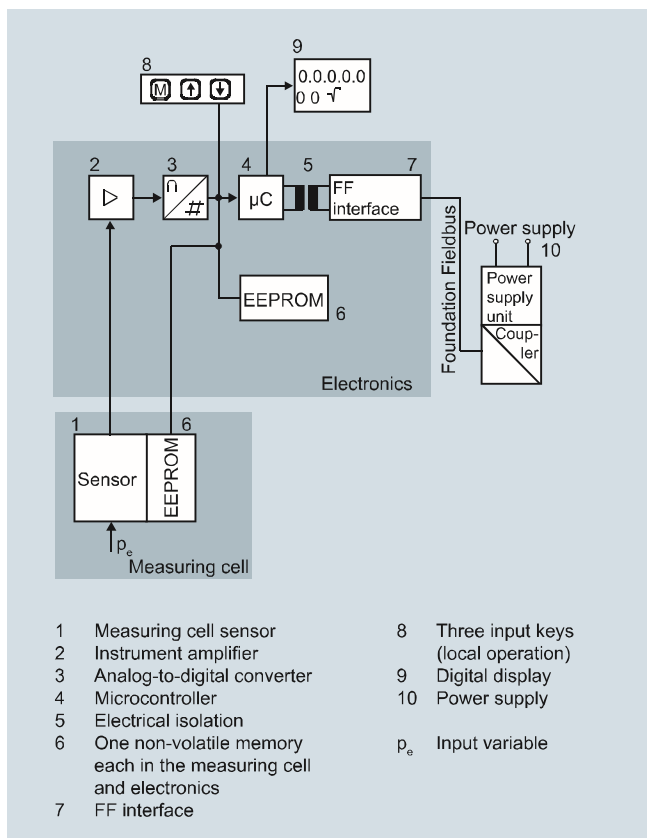 8
9
M
0.0.0.0.0
0 0 √
2
3
4
5
7
∩
#
µC
FF
interface
Power supply
10
Power
supply
unit
Coup-
ler
Foundation Fieldbus
EEPROM
6
Electronics
1
6
Sensor
EEPROM
pe
Measuring cell
1 Measuring cell sensor
2 Instrument amplifier
3 Analog-to-digital converter
4 Microcontroller
5 Electrical isolation
6 One non-volatile memory
each in the measuring cell
and electronics
7 FF interface
8 Three input keys
(local operation)
9 Digital display
10 Power supply
pe Input variable